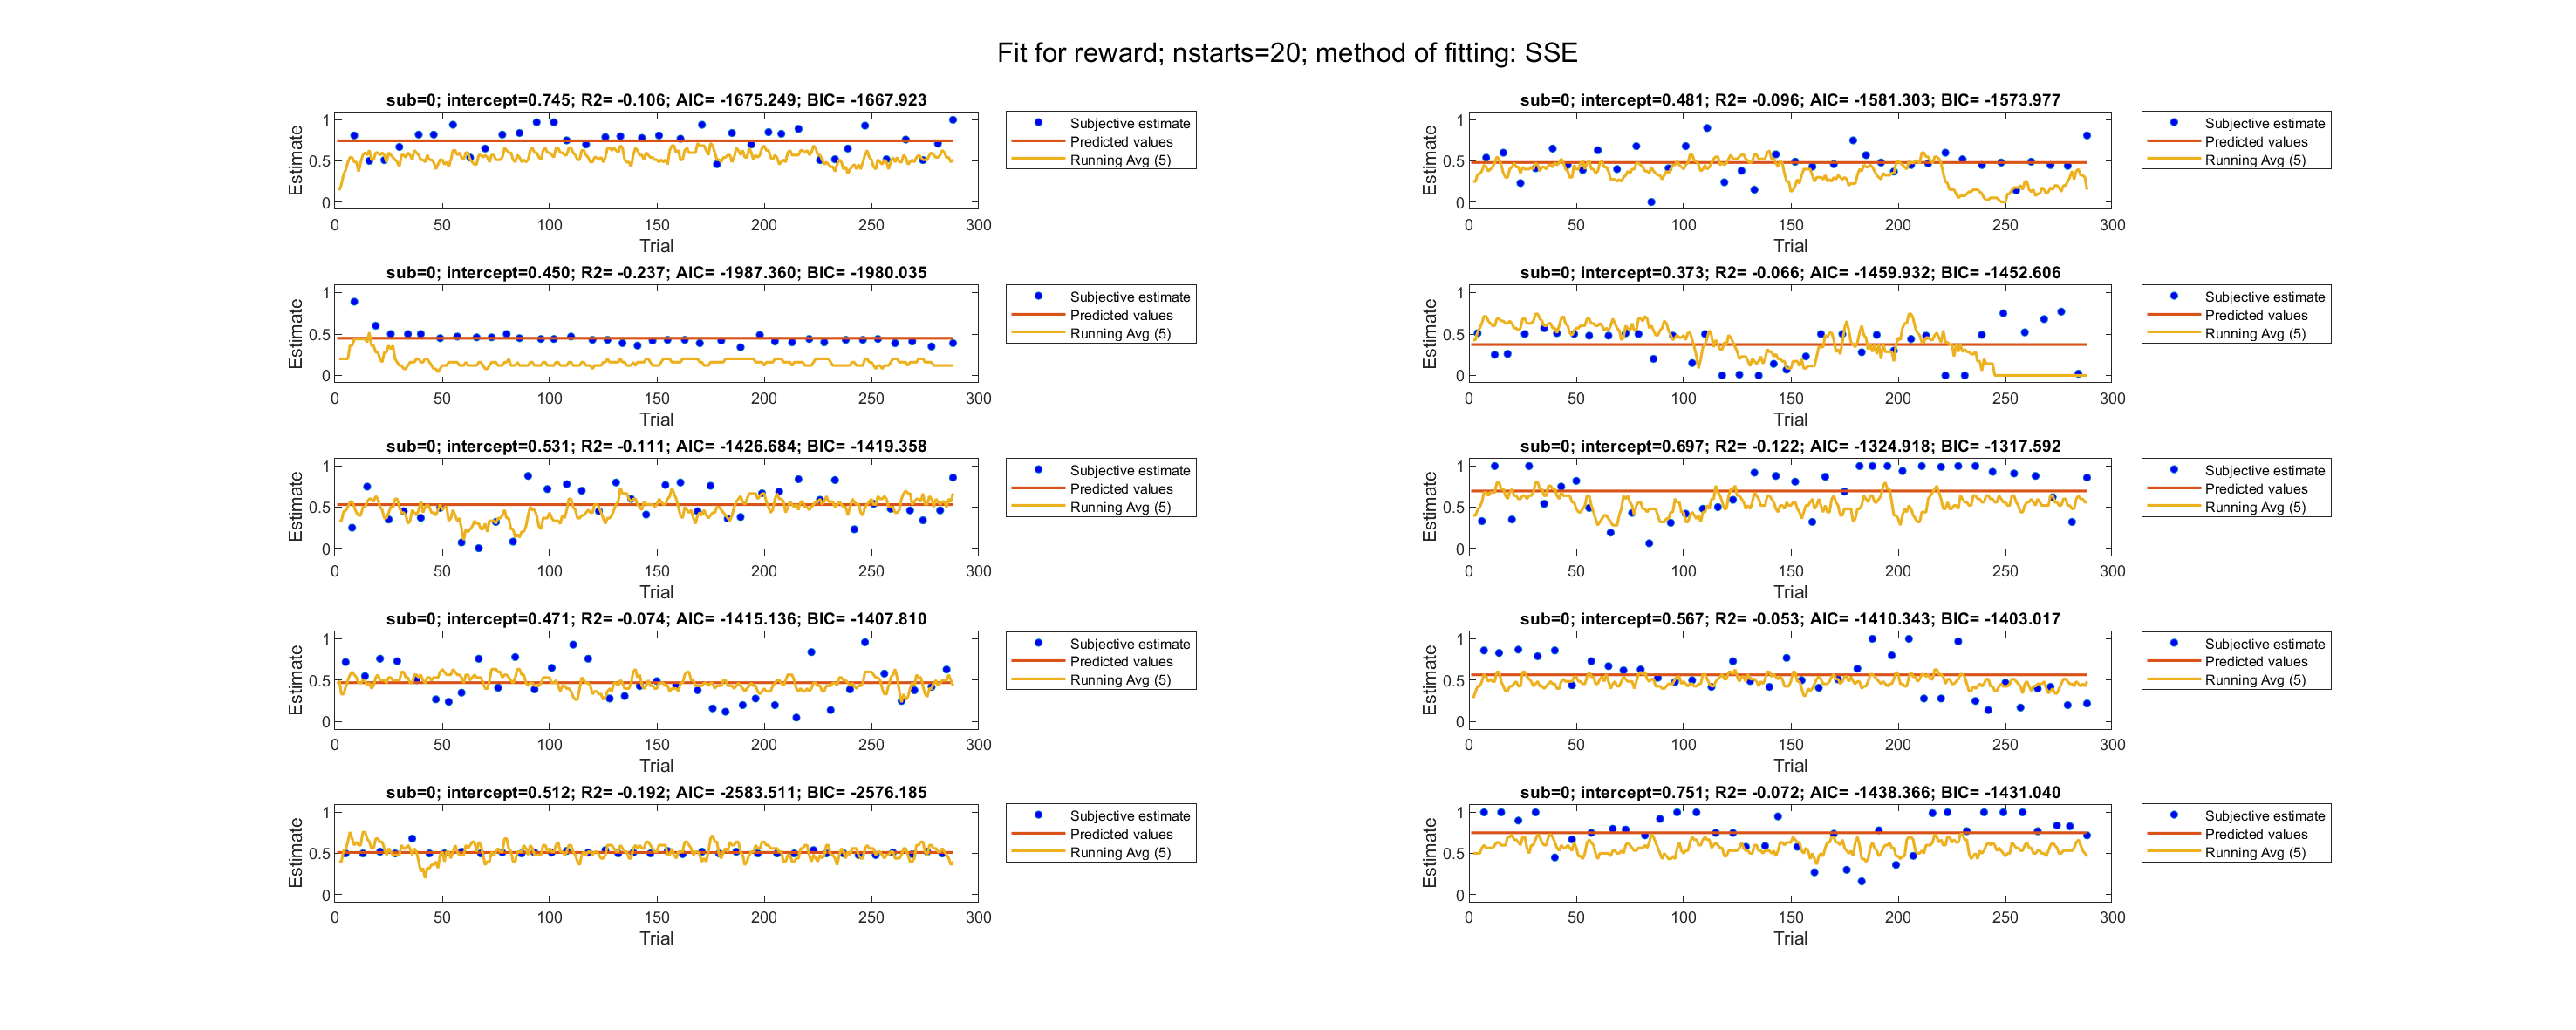 Fit for reward; nstarts=20; method of fitting: SSE
sub=0; intercept=0.745; R2= -0.106; AIC= -1675.249; BIC= -1667.923
Estimate
1
0.5
0
0 50 100 150 200 250 300
Trial
Subjective estimate
Predicted values
Running Avg (5)
sub=0; intercept=0.481; R2= -0.096; AIC= -1581.303; BIC= -1573.977
Estimate
1
0.5
0
0 50 100 150 200 250 300
Trial
Subjective estimate
Predicted values
Running Avg (5)
sub=0; intercept=0.450; R2= -0.237; AIC= -1987.360; BIC= -1980.035
Estimate
1
0.5
0
0 50 100 150 200 250 300
Trial
Subjective estimate
Predicted values
Running Avg (5)
sub=0; intercept=0.373; R2= -0.066; AIC= -1459.932; BIC= -1452.606
Estimate
1
0.5
0
0 50 100 150 200 250 300
Trial
Subjective estimate
Predicted values
Running Avg (5)
sub=0; intercept=0.531; R2= -0.111; AIC= -1426.684; BIC= -1419.358
Estimate
1
0.5
0
0 50 100 150 200 250 300
Trial
Subjective estimate
Predicted values
Running Avg (5)
sub=0; intercept=0.697; R2= -0.122; AIC= -1324.918; BIC= -1317.592
Estimate
1
0.5
0
0 50 100 150 200 250 300
Trial
Subjective estimate
Predicted values
Running Avg (5)
sub=0; intercept=0.471; R2= -0.074; AIC= -1415.136; BIC= -1407.810
Estimate
1
0.5
0
0 50 100 150 200 250 300
Trial
Subjective estimate
Predicted values
Running Avg (5)
sub=0; intercept=0.567; R2= -0.053; AIC= -1410.343; BIC= -1403.017
Estimate
1
0.5
0
0 50 100 150 200 250 300
Trial
Subjective estimate
Predicted values
Running Avg (5)
sub=0; intercept=0.512; R2= -0.192; AIC= -2583.511; BIC= -2576.185
Estimate
1
0.5
0
0 50 100 150 200 250 300
Trial
Subjective estimate
Predicted values
Running Avg (5)
sub=0; intercept=0.751; R2= -0.072; AIC= -1438.366; BIC= -1431.040
Estimate
1
0.5
0
0 50 100 150 200 250 300
Trial
Subjective estimate
Predicted values
Running Avg (5)